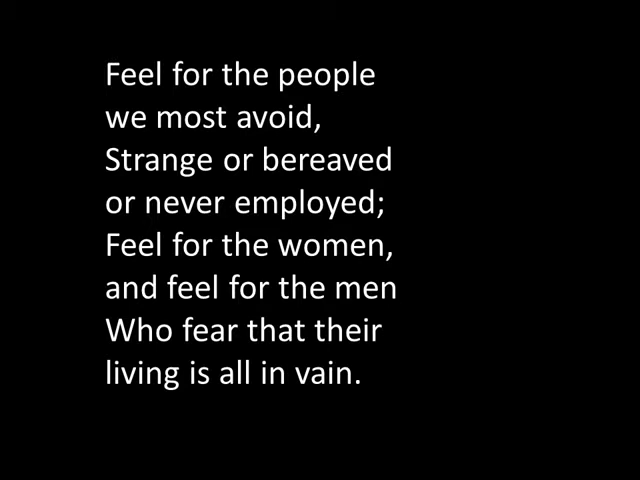 Feel for the people
we most avoid,
Strange or bereaved
or never employed;
Feel for the women,
and feel for the men
Who fear that their
living is all in vain.